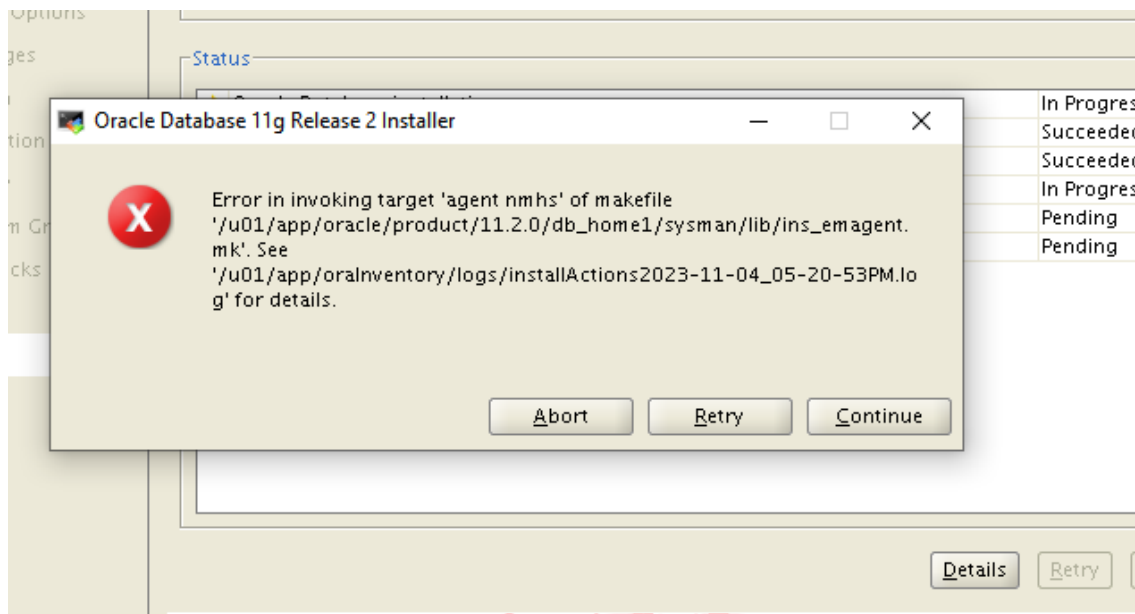 Options
Status
In Progres
Oracle Database 11g Release 2 Installer
Succeeded
tion
Succeeded
Error in invoking target 'agent nmhs' of makefile
In Progres
'/u01/app/oracle/product/11.2.0/db_home1/sysman/lib/ins_emagent.
Pending
m Gr
mk'. See
Pending
'/u01/app/oraInventory/logs/installActions2023-11-04_05-20-53PM.lo
cks
g' for details.
Abort
Retry
Continue
Details
Retry